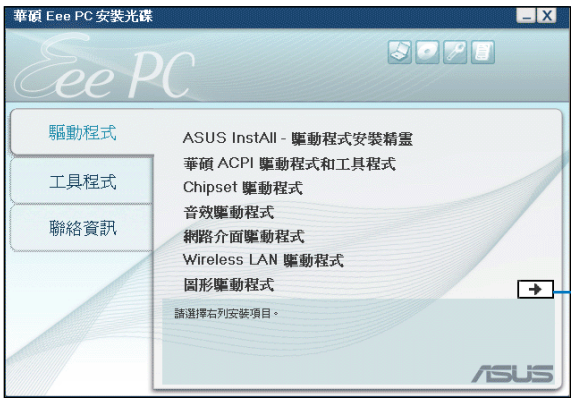 華碩 Eee PC 安裝光碟
Eee PC
驅動程式
工具程式
聯絡資訊
ASUS InstAll - 驅動程式安裝精靈
華碩 ACPI 驅動程式和工具程式
Chipset 驅動程式
音效驅動程式
網路介面驅動程式
Wireless LAN 驅動程式
圖形驅動程式
請選擇右列安裝項目。
ASUS